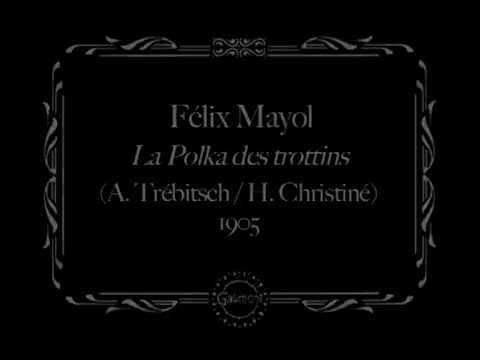 Félix Mayol
La Polka des trottins
(A. Trébitsch / H. Christiné)
1905
Gaumont